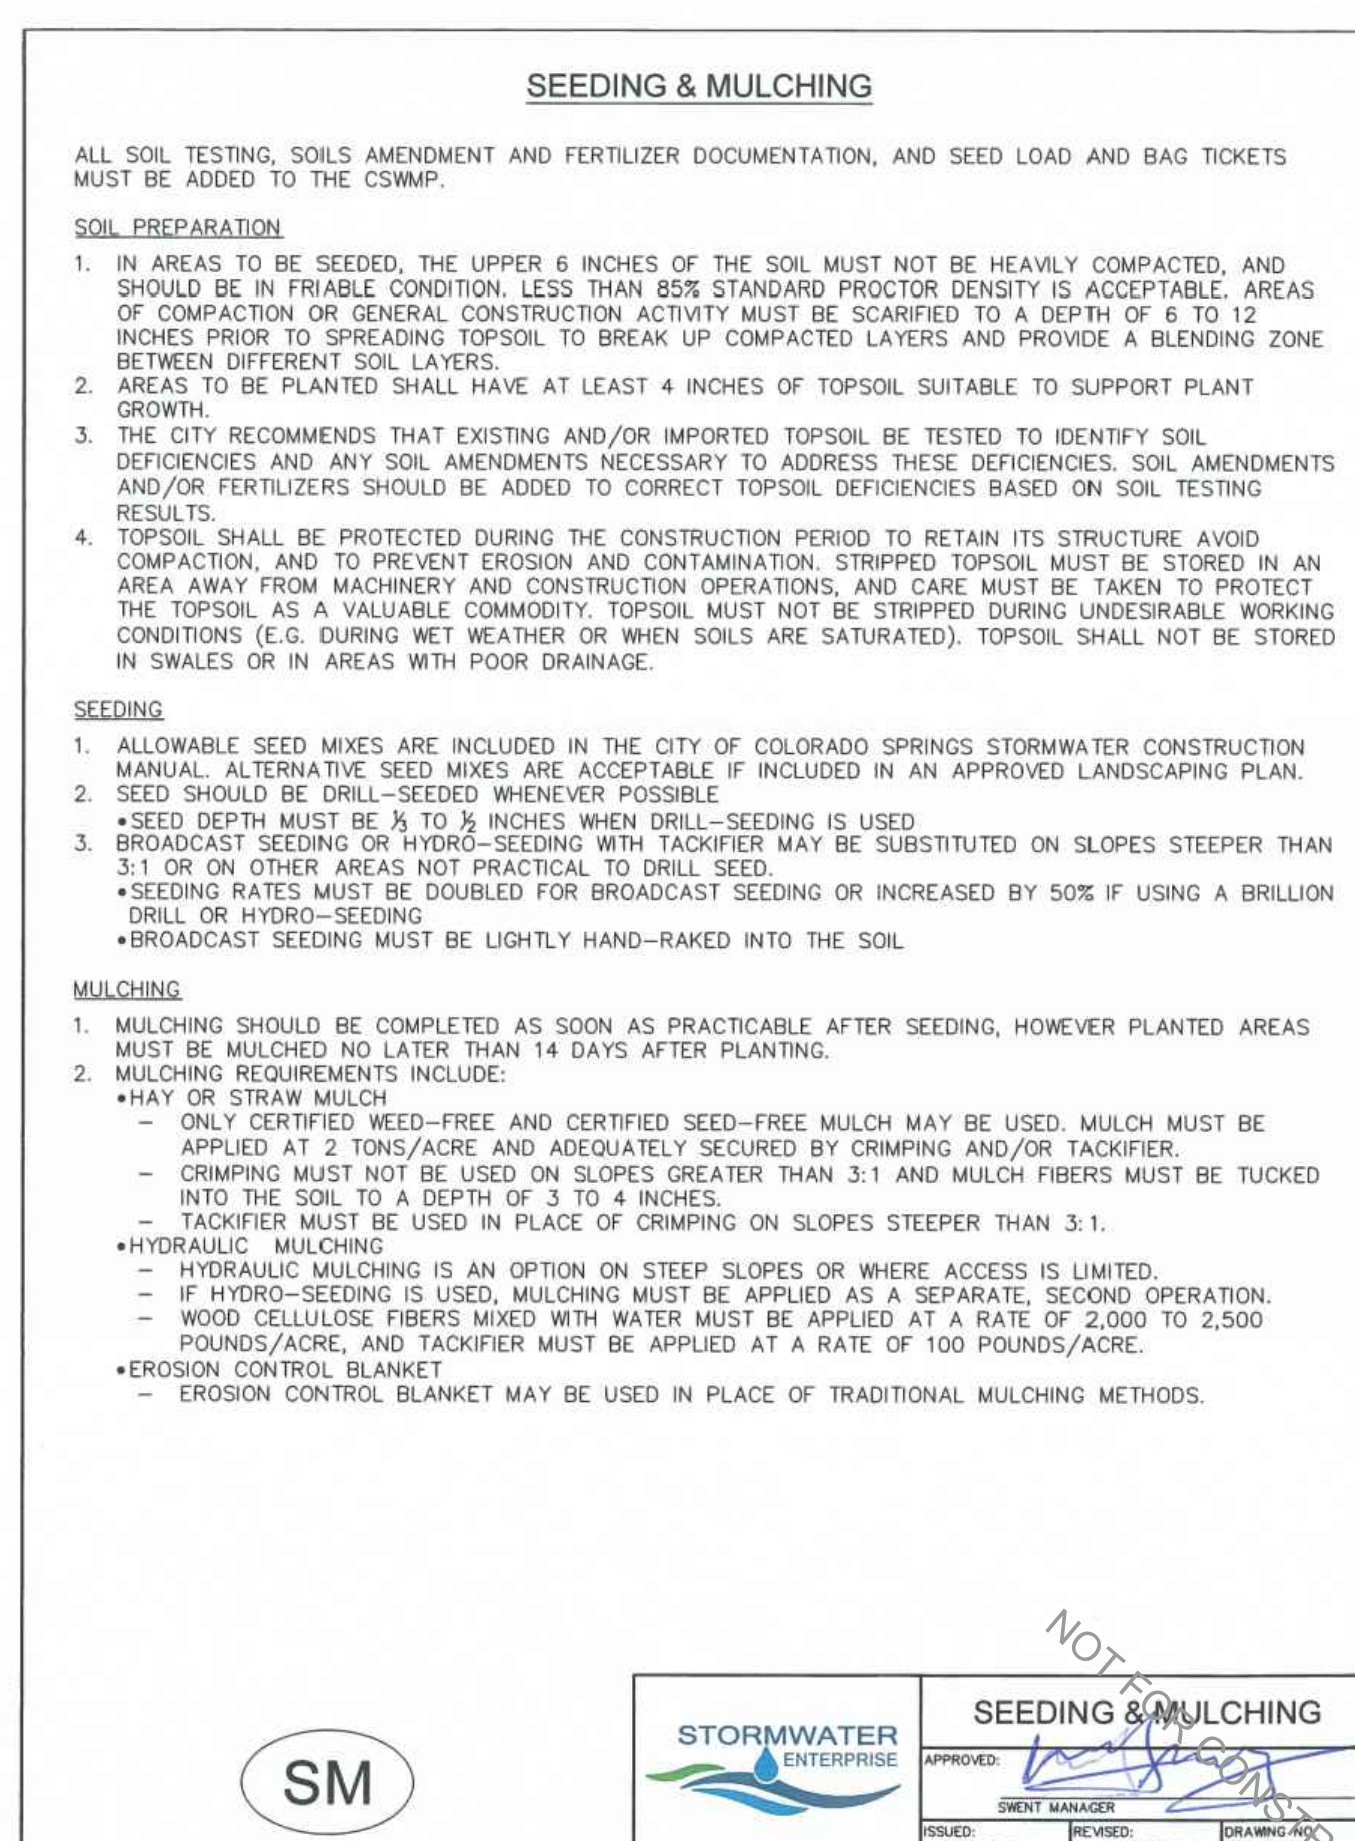 SEEDING & MULCHING
ALL SOIL TESTING, SOILS AMENDMENT AND FERTILIZER DOCUMENTATION, AND SEED LOAD AND BAG TICKETS
MUST BE ADDED TO THE CSWMP.
SOIL PREPARATION
1. IN AREAS TO BE SEEDED, THE UPPER 6 INCHES OF THE SOIL MUST NOT BE HEAVILY COMPACTED, AND
SHOULD BE IN FRIABLE CONDITION. LESS THAN 85% STANDARD PROCTOR DENSITY IS ACCEPTABLE. AREAS
OF COMPACTION OR GENERAL CONSTRUCTION ACTIVITY MUST BE SCARIFIED TO A DEPTH OF 6 TO 12
INCHES PRIOR TO SPREADING TOPSOIL TO BREAK UP COMPACTED LAYERS AND PROVIDE A BLENDING ZONE
BETWEEN DIFFERENT SOIL LAYERS.
2. AREAS TO BE PLANTED SHALL HAVE AT LEAST 4 INCHES OF TOPSOIL SUITABLE TO SUPPORT PLANT
GROWTH.
3. THE CITY RECOMMENDS THAT EXISTING AND/OR IMPORTED TOPSOIL BE TESTED TO IDENTIFY SOIL
DEFICIENCIES AND ANY SOIL AMENDMENTS NECESSARY TO ADDRESS THESE DEFICIENCIES. SOIL AMENDMENTS
AND/OR FERTILIZERS SHOULD BE ADDED TO CORRECT TOPSOIL DEFICIENCIES BASED ON SOIL TESTING
RESULTS.
4. TOPSOIL SHALL BE PROTECTED DURING THE CONSTRUCTION PERIOD TO RETAIN ITS STRUCTURE AVOID
COMPACTION, AND TO PREVENT EROSION AND CONTAMINATION. STRIPPED TOPSOIL MUST BE STORED IN AN
AREA AWAY FROM MACHINERY AND CONSTRUCTION OPERATIONS, AND CARE MUST BE TAKEN TO PROTECT
THE TOPSOIL AS A VALUABLE COMMODITY. TOPSOIL MUST NOT BE STRIPPED DURING UNDESIRABLE WORKING
CONDITIONS (E.G. DURING WET WEATHER OR WHEN SOILS ARE SATURATED). TOPSOIL SHALL NOT BE STORED
IN SWALES OR IN AREAS WITH POOR DRAINAGE.
SEEDING
1. ALLOWABLE SEED MIXES ARE INCLUDED IN THE CITY OF COLORADO SPRINGS STORMWATER CONSTRUCTION
MANUAL. ALTERNATIVE SEED MIXES ARE ACCEPTABLE IF INCLUDED IN AN APPROVED LANDSCAPING PLAN.
2. SEED SHOULD BE DRILL–SEEDED WHENEVER POSSIBLE
•SEED DEPTH MUST BE ⅓ TO ½ INCHES WHEN DRILL–SEEDING IS USED
3. BROADCAST SEEDING OR HYDRO–SEEDING WITH TACKIFIER MAY BE SUBSTITUTED ON SLOPES STEEPER THAN
3:1 OR ON OTHER AREAS NOT PRACTICAL TO DRILL SEED.
•SEEDING RATES MUST BE DOUBLED FOR BROADCAST SEEDING OR INCREASED BY 50% IF USING A BRILLION
DRILL OR HYDRO–SEEDING
•BROADCAST SEEDING MUST BE LIGHTLY HAND–RAKED INTO THE SOIL
MULCHING
1. MULCHING SHOULD BE COMPLETED AS SOON AS PRACTICABLE AFTER SEEDING, HOWEVER PLANTED AREAS
MUST BE MULCHED NO LATER THAN 14 DAYS AFTER PLANTING.
2. MULCHING REQUIREMENTS INCLUDE:
•HAY OR STRAW MULCH
– ONLY CERTIFIED WEED–FREE AND CERTIFIED SEED–FREE MULCH MAY BE USED. MULCH MUST BE
APPLIED AT 2 TONS/ACRE AND ADEQUATELY SECURED BY CRIMPING AND/OR TACKIFIER.
– CRIMPING MUST NOT BE USED ON SLOPES GREATER THAN 3:1 AND MULCH FIBERS MUST BE TUCKED
INTO THE SOIL TO A DEPTH OF 3 TO 4 INCHES.
– TACKIFIER MUST BE USED IN PLACE OF CRIMPING ON SLOPES STEEPER THAN 3:1.
•HYDRAULIC MULCHING
– HYDRAULIC MULCHING IS AN OPTION ON STEEP SLOPES OR WHERE ACCESS IS LIMITED.
– IF HYDRO–SEEDING IS USED, MULCHING MUST BE APPLIED AS A SEPARATE, SECOND OPERATION.
– WOOD CELLULOSE FIBERS MIXED WITH WATER MUST BE APPLIED AT A RATE OF 2,000 TO 2,500
POUNDS/ACRE, AND TACKIFIER MUST BE APPLIED AT A RATE OF 100 POUNDS/ACRE.
•EROSION CONTROL BLANKET
– EROSION CONTROL BLANKET MAY BE USED IN PLACE OF TRADITIONAL MULCHING METHODS.
NOT FOR CONSTR
SM
STORMWATER
ENTERPRISE
SEEDING & MULCHING
APPROVED:
SWENT MANAGER
ISSUED:
REVISED:
DRAWING NO.